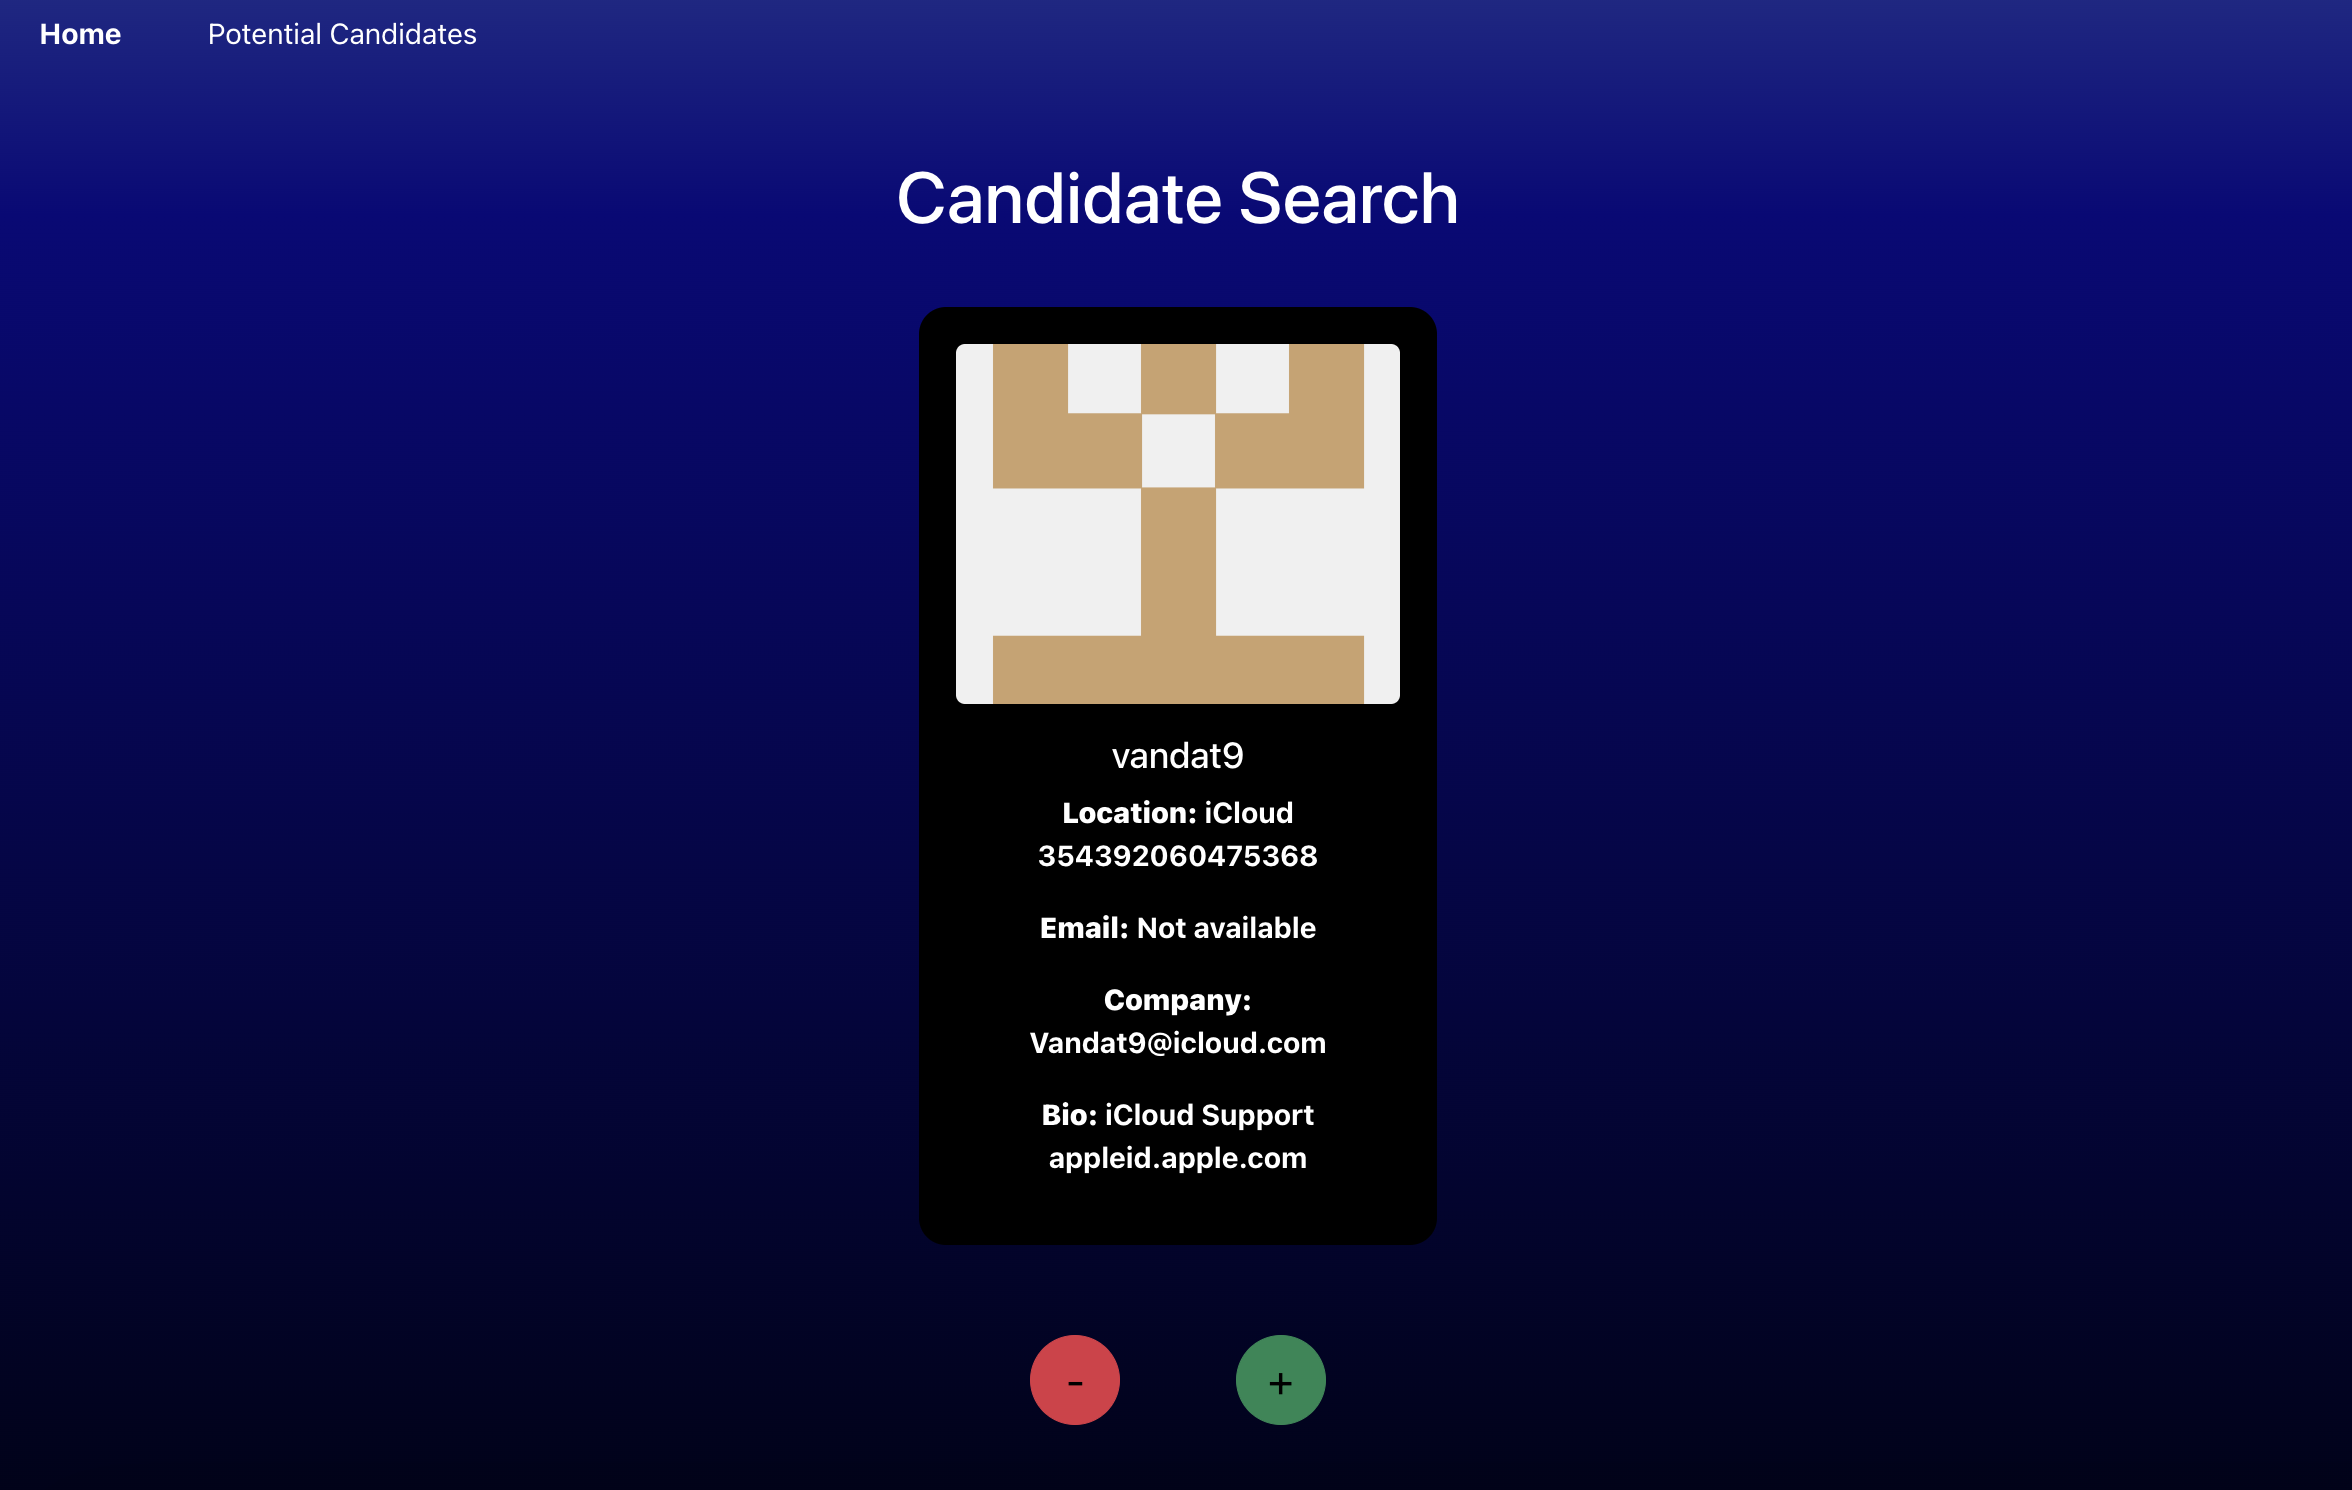 Home Potential Candidates
Candidate Search
vandat9
Location: iCloud
354392060475368
Email: Not available
Company:
Vandat9@icloud.com
Bio: iCloud Support
appleid.apple.com
- +